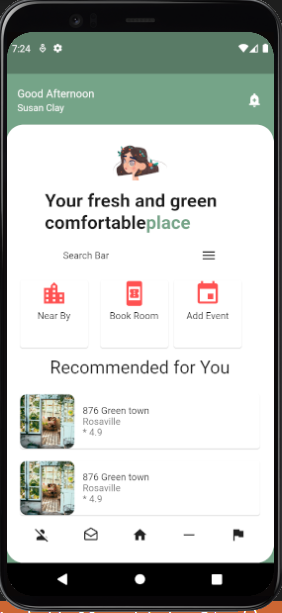 7:24
Good Afternoon
Susan Clay
Your fresh and green
comfortableplace
Search Bar
Near By
Book Room
Add Event
Recommended for You
876 Green town
Rosaville
* 4.9
876 Green town
Rosaville
* 4.9